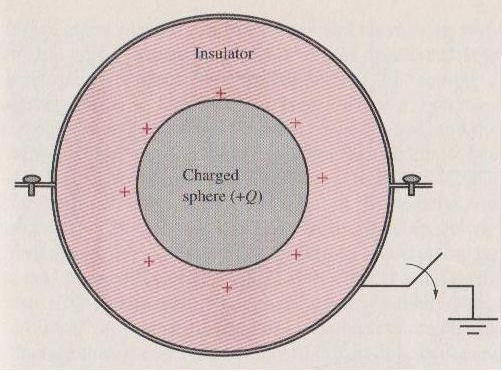 Insulator
Charged
sphere (+Q)